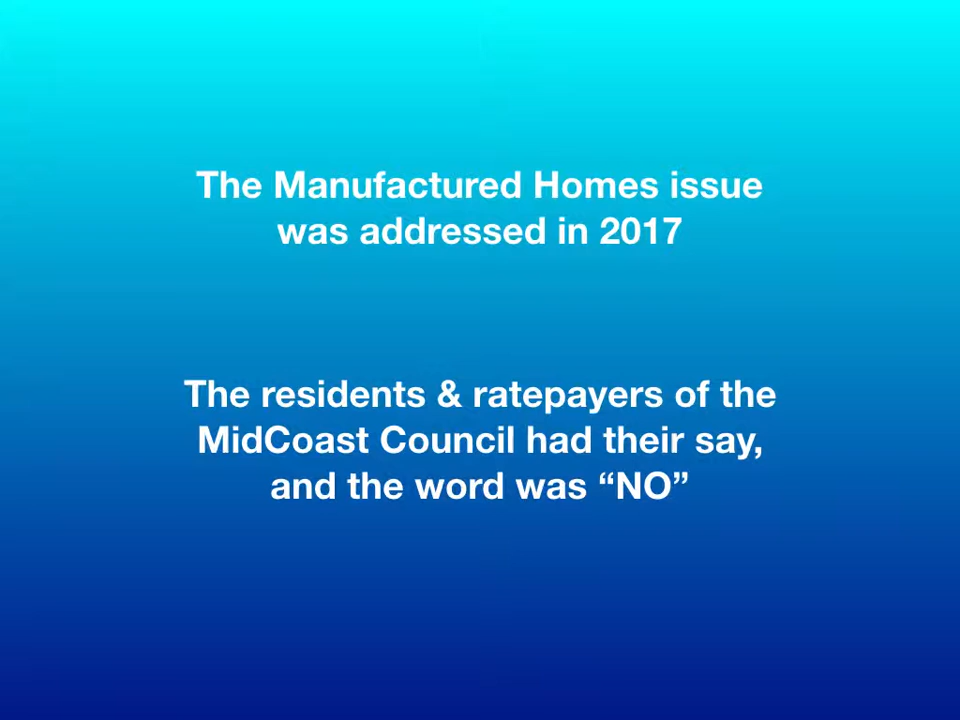 The Manufactured Homes issue
was addressed in 2017
The residents & ratepayers of the
MidCoast Council had their say,
and the word was “NO”